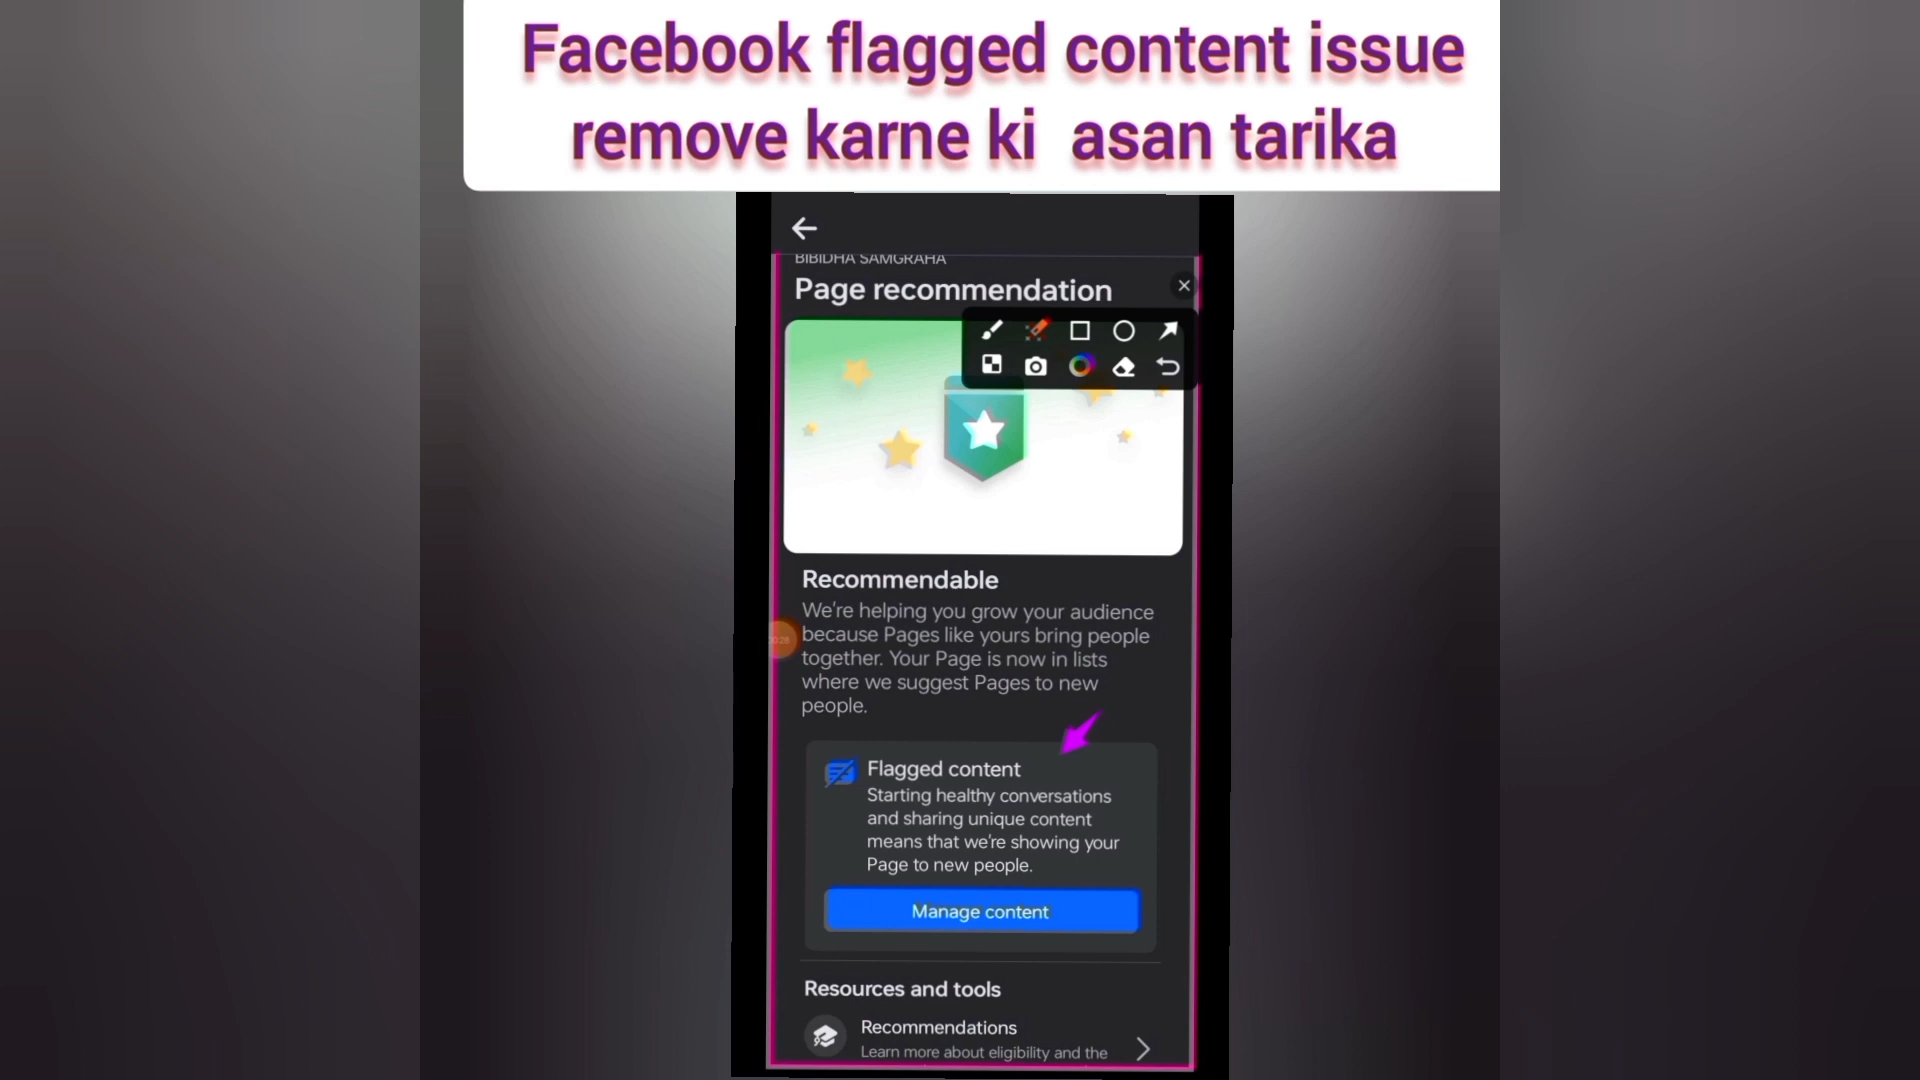 Facebook flagged content issue
remove karne ki asan tarika
BIBIDHA SAMGRAHA
Page recommendation
Recommendable
We're helping you grow your audience
because Pages like yours bring people
together. Your Page is now in lists
where we suggest Pages to new
people.
00:28
Flagged content
Starting healthy conversations
and sharing unique content
means that we're showing your
Page to new people.
Manage content
Resources and tools
Recommendations
Learn more about eligibility and the